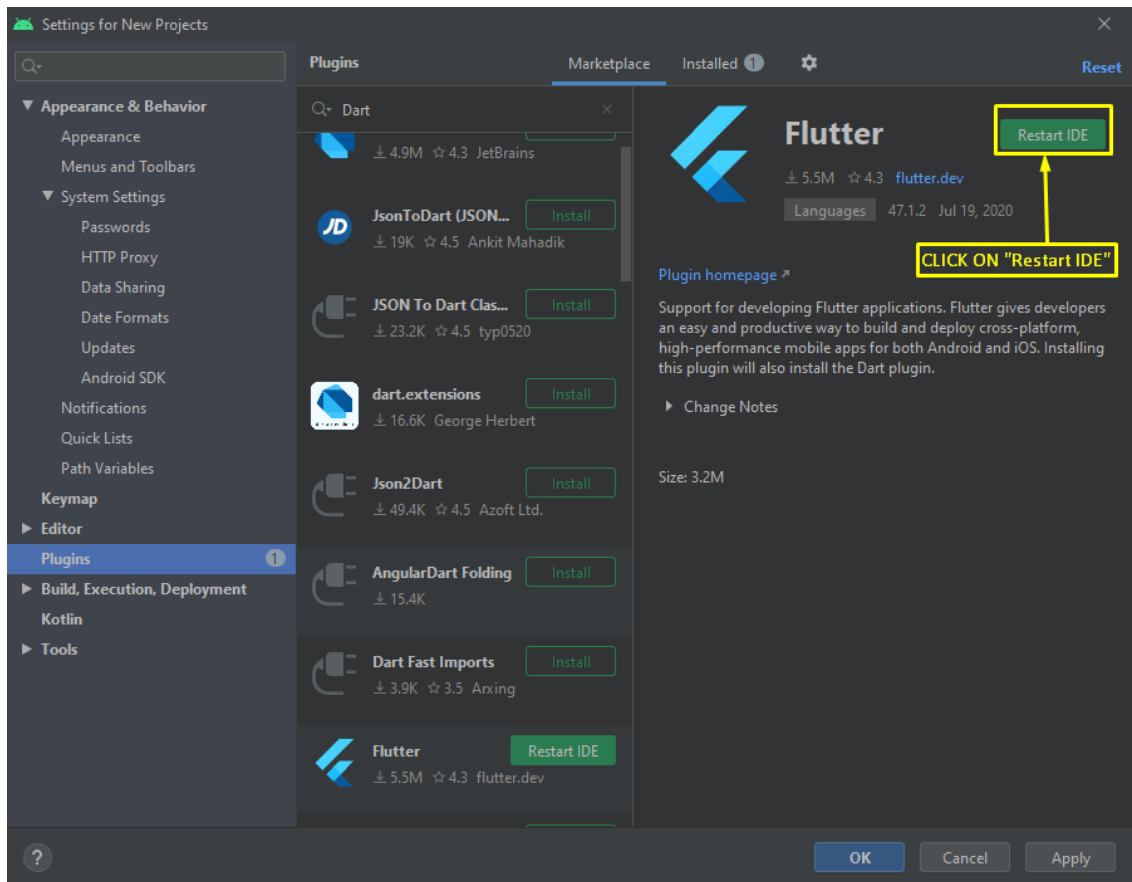 Settings for New Projects
Appearance & Behavior
Appearance
Menus and Toolbars
System Settings
Passwords
HTTP Proxy
Data Sharing
Date Formats
Updates
Android SDK
Notifications
Quick Lists
Path Variables
Keymap
Editor
Plugins 1
Build, Execution, Deployment
Kotlin
Tools
Plugins
Marketplace
Installed 1
Reset
Dart
4.9M 4.3 JetBrains
JD
JsonToDart (JSON... Install
19K 4.5 Ankit Mahadik
JSON To Dart Clas... Install
23.2K 4.5 typ0520
dart.extensions Install
16.6K George Herbert
Json2Dart Install
49.4K 4.5 Azoft Ltd.
AngularDart Folding Install
15.4K
Dart Fast Imports Install
3.9K 3.5 Arxing
Flutter Restart IDE
5.5M 4.3 flutter.dev
Flutter Restart IDE
5.5M 4.3 flutter.dev
Languages 47.1.2 Jul 19, 2020
CLICK ON "Restart IDE"
Plugin homepage
Support for developing Flutter applications. Flutter gives developers
an easy and productive way to build and deploy cross-platform,
high-performance mobile apps for both Android and iOS. Installing
this plugin will also install the Dart plugin.
Change Notes
Size: 3.2M
?
OK
Cancel
Apply